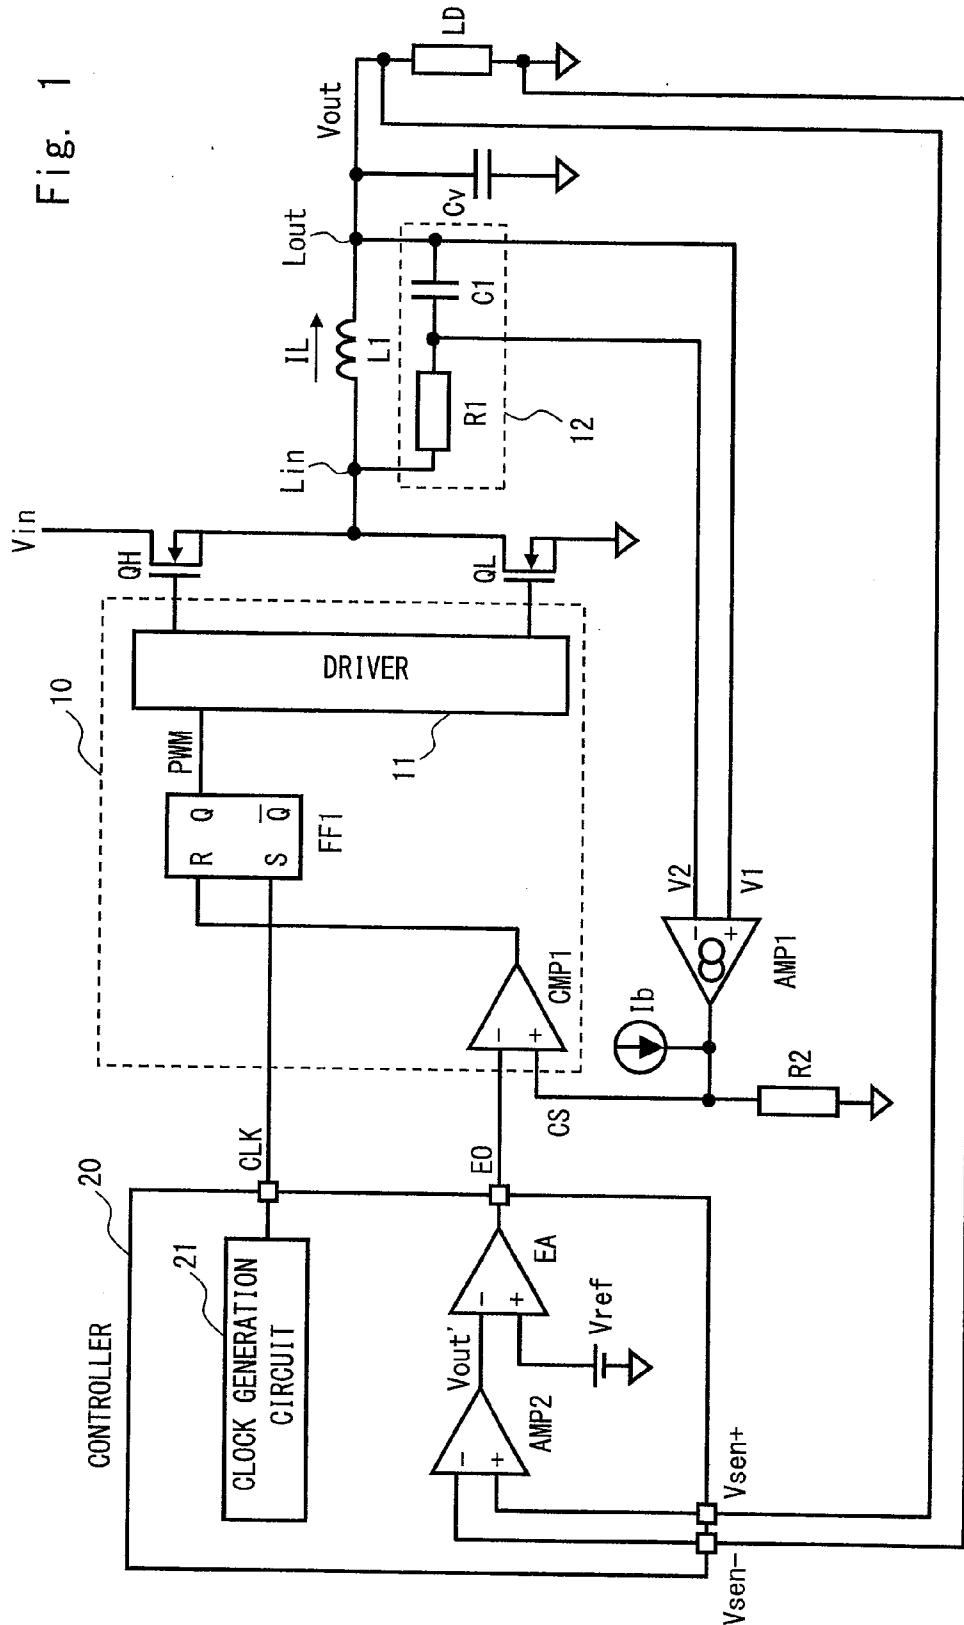 Fig. 1
Vin
QH
QL
Lin
IL
L1
Lout
Vout
LD
Cv
C1
R1
12
10
DRIVER
11
PWM
R Q
S Q
FF1
CMP1
-
+
CLK
EO
CS
Ib
R2
AMP1
-
+
V2
V1
20
CONTROLLER
21
CLOCK GENERATION
CIRCUIT
EA
-
+
Vout'
Vref
AMP2
-
+
Vsen+
Vsen-